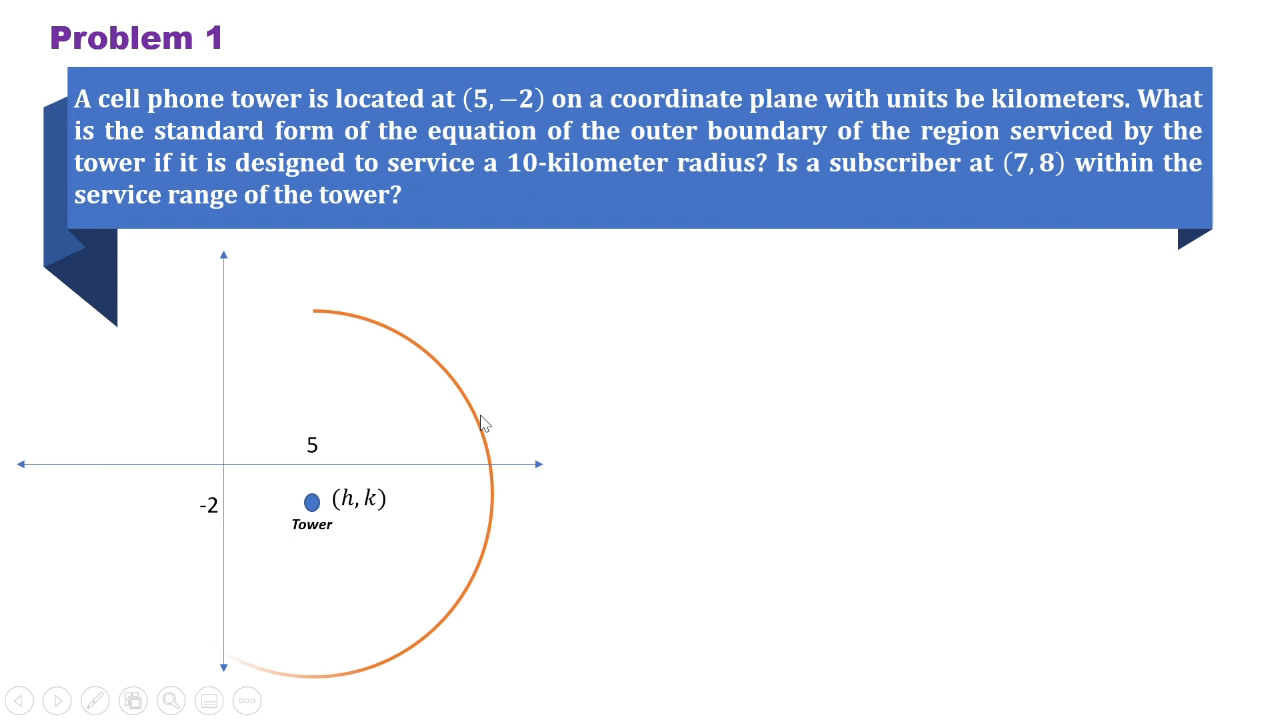 Problem 1
A cell phone tower is located at (5, −2) on a coordinate plane with units be kilometers. What
is the standard form of the equation of the outer boundary of the region serviced by the
tower if it is designed to service a 10-kilometer radius? Is a subscriber at (7, 8) within the
service range of the tower?
5
-2
(h, k)
Tower